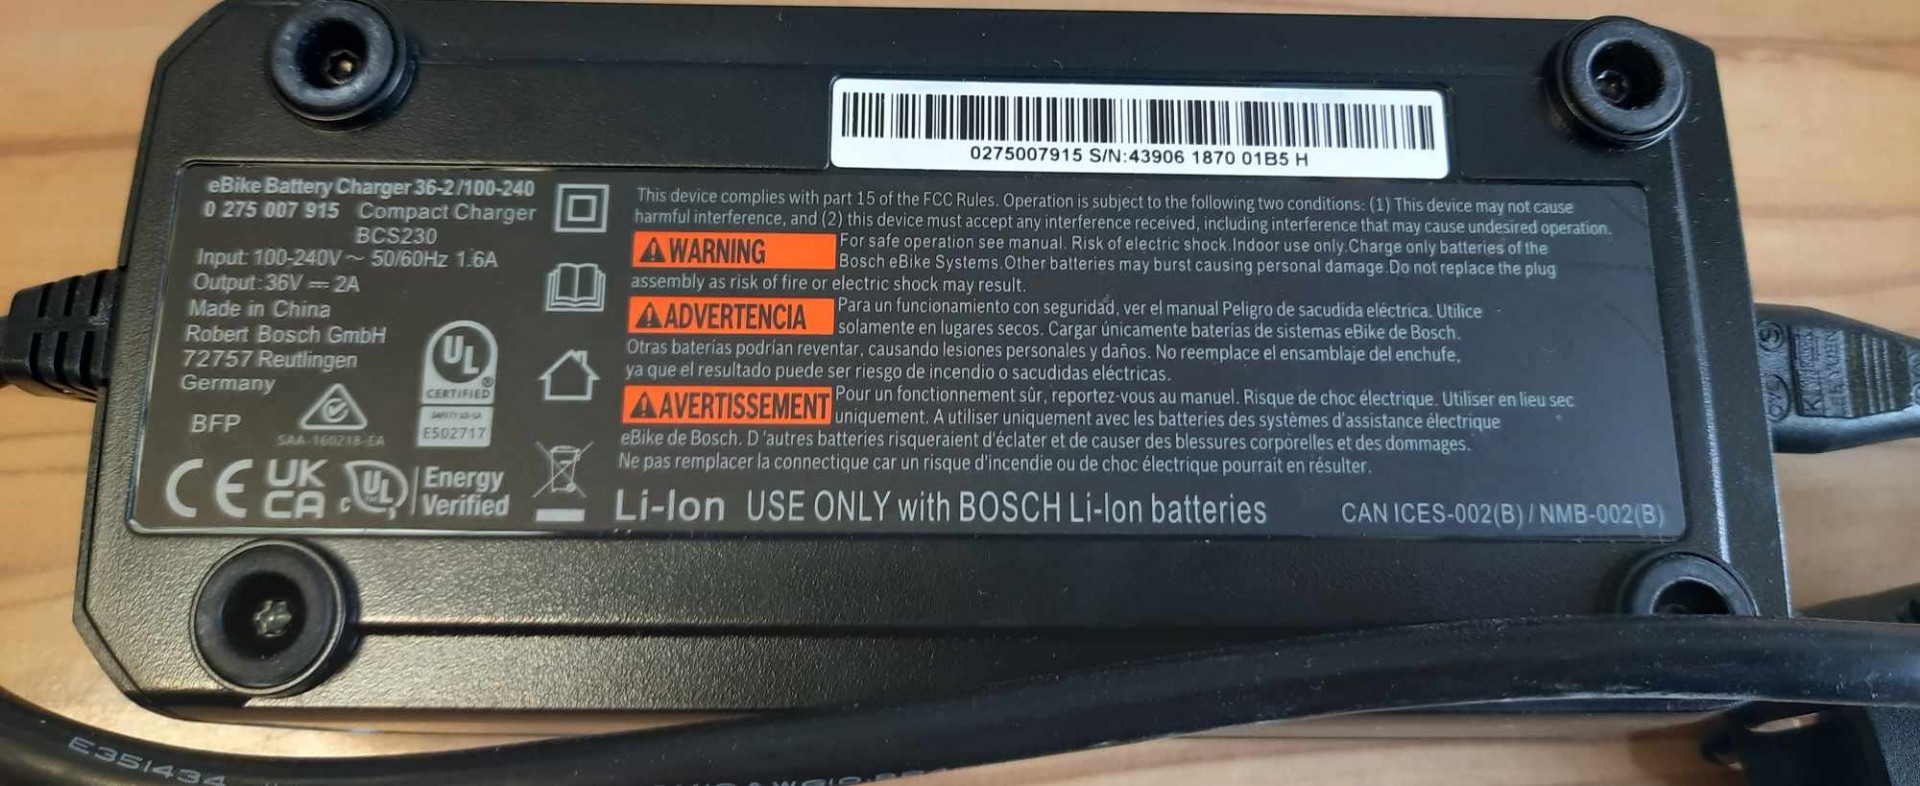 0275007915 S/N:43906 1870 01B5 H
eBike Battery Charger 36-2/100-240
0 275 007 915 Compact Charger
BCS230
Input: 100-240V ~ 50/60Hz 1.6A
Output: 36V ⎓ 2A
Made in China
Robert Bosch GmbH
72757 Reutlingen
Germany
BFP
SAA-160218-EA
UL
®
CERTIFIED
SAFETY US-CA
E502717
CE
UK
CA
c UL
Energy
Verified
This device complies with part 15 of the FCC Rules. Operation is subject to the following two conditions: (1) This device may not cause
harmful interference, and (2) this device must accept any interference received, including interference that may cause undesired operation.
WARNING For safe operation see manual. Risk of electric shock.Indoor use only.Charge only batteries of the
Bosch eBike Systems.Other batteries may burst causing personal damage.Do not replace the plug
assembly as risk of fire or electric shock may result.
ADVERTENCIA Para un funcionamiento con seguridad, ver el manual Peligro de sacudida eléctrica. Utilice
solamente en lugares secos. Cargar únicamente baterías de sistemas eBike de Bosch.
Otras baterías podrían reventar, causando lesiones personales y daños. No reemplace el ensamblaje del enchufe,
ya que el resultado puede ser riesgo de incendio o sacudidas eléctricas.
AVERTISSEMENT Pour un fonctionnement sûr, reportez-vous au manuel. Risque de choc électrique. Utiliser en lieu sec
uniquement. A utiliser uniquement avec les batteries des systèmes d'assistance électrique
eBike de Bosch. D 'autres batteries risqueraient d'éclater et de causer des blessures corporelles et des dommages.
Ne pas remplacer la connectique car un risque d'incendie ou de choc électrique pourrait en résulter.
Li-Ion USE ONLY with BOSCH Li-Ion batteries
CAN ICES-002(B) / NMB-002(B)
E351434